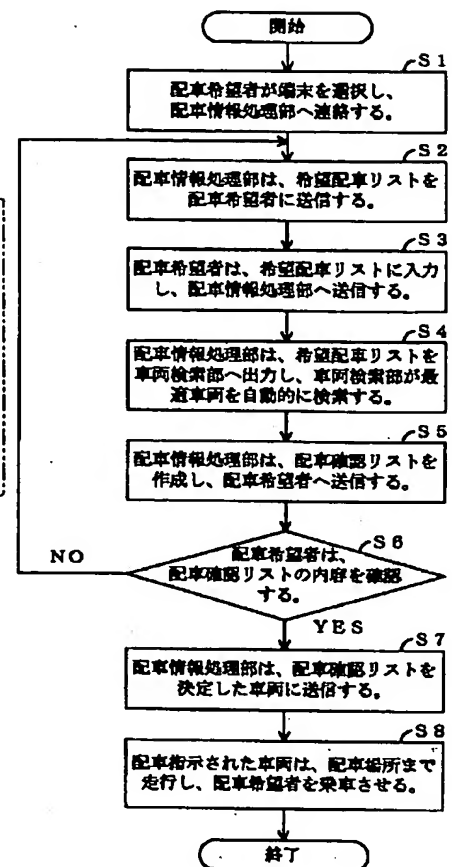 開始
S1
配車希望者が端末を選択し、
配車情報処理部へ連絡する。
S2
配車情報処理部は、希望配車リストを
配車希望者に送信する。
S3
配車希望者は、希望配車リストに入力
し、配車情報処理部へ送信する。
S4
配車情報処理部は、希望配車リストを
車両検索部へ出力し、車両検索部が最
適車両を自動的に検索する。
S5
配車情報処理部は、配車確認リストを
作成し、配車希望者へ送信する。
S6
配車希望者は、
配車確認リストの内容を確認
する。
NO
YES
S7
配車情報処理部は、配車確認リストを
決定した車両に送信する。
S8
配車指示された車両は、配車場所まで
走行し、配車希望者を乗車させる。
終了